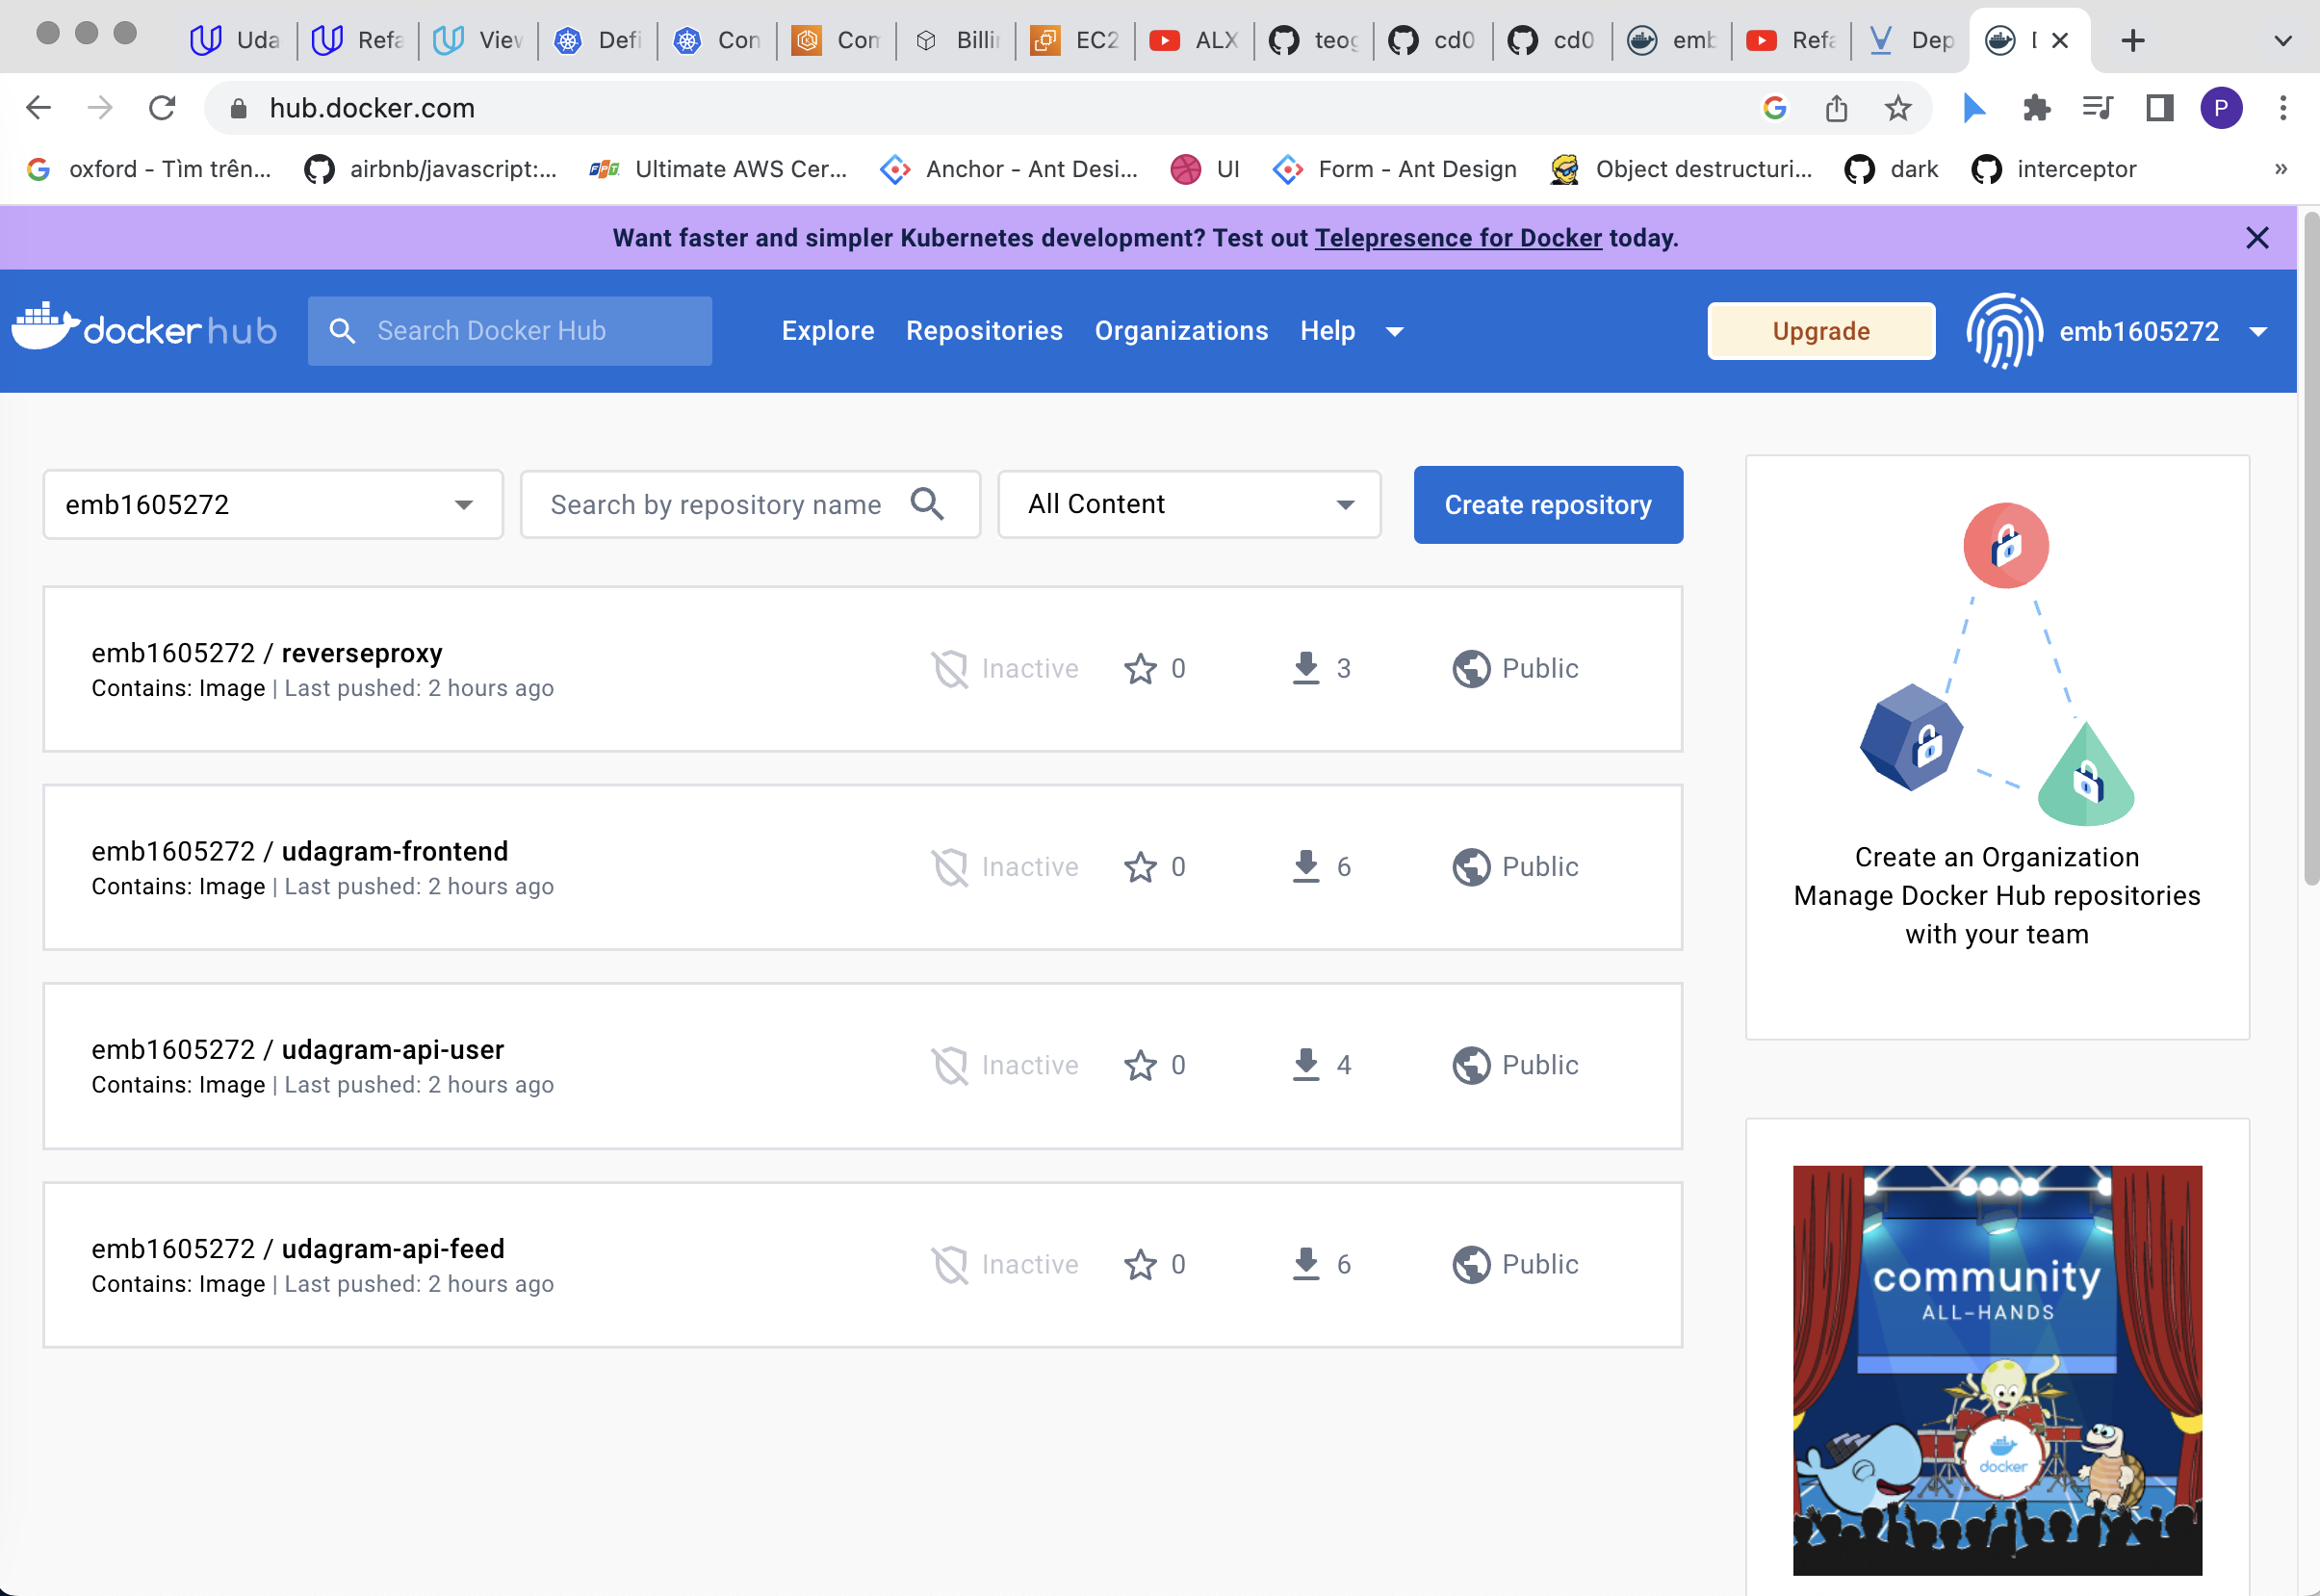 Uda
Refa
View
Defi
Con
Com
Billi
EC2
ALX
teog
cd0
cd0
emb
Refa
Dep
hub.docker.com
P
oxford - Tìm trên...
airbnb/javascript:...
Ultimate AWS Cer...
Anchor - Ant Desi...
UI
Form - Ant Design
Object destructuri...
dark
interceptor
»
Want faster and simpler Kubernetes development? Test out Telepresence for Docker today.
dockerhub
Search Docker Hub
Explore
Repositories
Organizations
Help
Upgrade
emb1605272
emb1605272
Search by repository name
All Content
Create repository
emb1605272 / reverseproxy
Contains: Image | Last pushed: 2 hours ago
Inactive
0
3
Public
emb1605272 / udagram-frontend
Contains: Image | Last pushed: 2 hours ago
Inactive
0
6
Public
emb1605272 / udagram-api-user
Contains: Image | Last pushed: 2 hours ago
Inactive
0
4
Public
emb1605272 / udagram-api-feed
Contains: Image | Last pushed: 2 hours ago
Inactive
0
6
Public
Create an Organization
Manage Docker Hub repositories
with your team
community
ALL-HANDS
docker